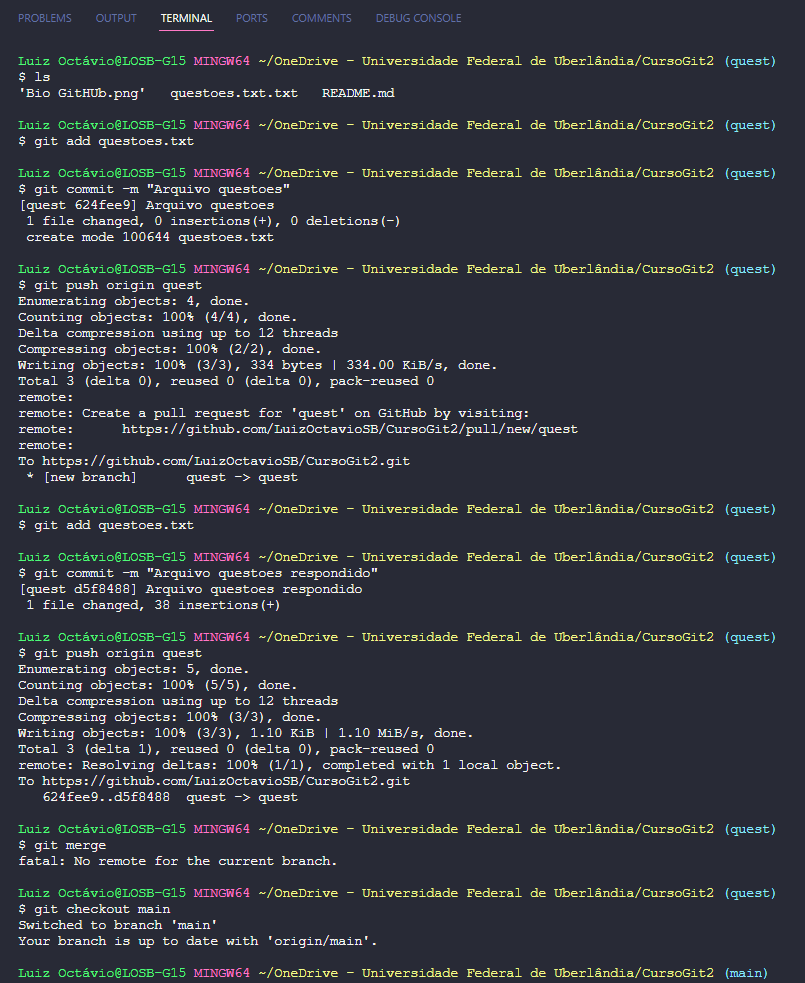 PROBLEMS OUTPUT TERMINAL PORTS COMMENTS DEBUG CONSOLE
Luiz Octávio@LOSB-G15 MINGW64 ~/OneDrive - Universidade Federal de Uberlândia/CursoGit2 (quest)
$ ls
'Bio GitHUb.png'   questoes.txt.txt   README.md
Luiz Octávio@LOSB-G15 MINGW64 ~/OneDrive - Universidade Federal de Uberlândia/CursoGit2 (quest)
$ git add questoes.txt
Luiz Octávio@LOSB-G15 MINGW64 ~/OneDrive - Universidade Federal de Uberlândia/CursoGit2 (quest)
$ git commit -m "Arquivo questoes"
[quest 624fee9] Arquivo questoes
 1 file changed, 0 insertions(+), 0 deletions(-)
 create mode 100644 questoes.txt
Luiz Octávio@LOSB-G15 MINGW64 ~/OneDrive - Universidade Federal de Uberlândia/CursoGit2 (quest)
$ git push origin quest
Enumerating objects: 4, done.
Counting objects: 100% (4/4), done.
Delta compression using up to 12 threads
Compressing objects: 100% (2/2), done.
Writing objects: 100% (3/3), 334 bytes | 334.00 KiB/s, done.
Total 3 (delta 0), reused 0 (delta 0), pack-reused 0
remote:
remote: Create a pull request for 'quest' on GitHub by visiting:
remote:      https://github.com/LuizOctavioSB/CursoGit2/pull/new/quest
remote:
To https://github.com/LuizOctavioSB/CursoGit2.git
 * [new branch]      quest -> quest
Luiz Octávio@LOSB-G15 MINGW64 ~/OneDrive - Universidade Federal de Uberlândia/CursoGit2 (quest)
$ git add questoes.txt
Luiz Octávio@LOSB-G15 MINGW64 ~/OneDrive - Universidade Federal de Uberlândia/CursoGit2 (quest)
$ git commit -m "Arquivo questoes respondido"
[quest d5f8488] Arquivo questoes respondido
 1 file changed, 38 insertions(+)
Luiz Octávio@LOSB-G15 MINGW64 ~/OneDrive - Universidade Federal de Uberlândia/CursoGit2 (quest)
$ git push origin quest
Enumerating objects: 5, done.
Counting objects: 100% (5/5), done.
Delta compression using up to 12 threads
Compressing objects: 100% (3/3), done.
Writing objects: 100% (3/3), 1.10 KiB | 1.10 MiB/s, done.
Total 3 (delta 1), reused 0 (delta 0), pack-reused 0
remote: Resolving deltas: 100% (1/1), completed with 1 local object.
To https://github.com/LuizOctavioSB/CursoGit2.git
   624fee9..d5f8488  quest -> quest
Luiz Octávio@LOSB-G15 MINGW64 ~/OneDrive - Universidade Federal de Uberlândia/CursoGit2 (quest)
$ git merge
fatal: No remote for the current branch.
Luiz Octávio@LOSB-G15 MINGW64 ~/OneDrive - Universidade Federal de Uberlândia/CursoGit2 (quest)
$ git checkout main
Switched to branch 'main'
Your branch is up to date with 'origin/main'.
Luiz Octávio@LOSB-G15 MINGW64 ~/OneDrive - Universidade Federal de Uberlândia/CursoGit2 (main)